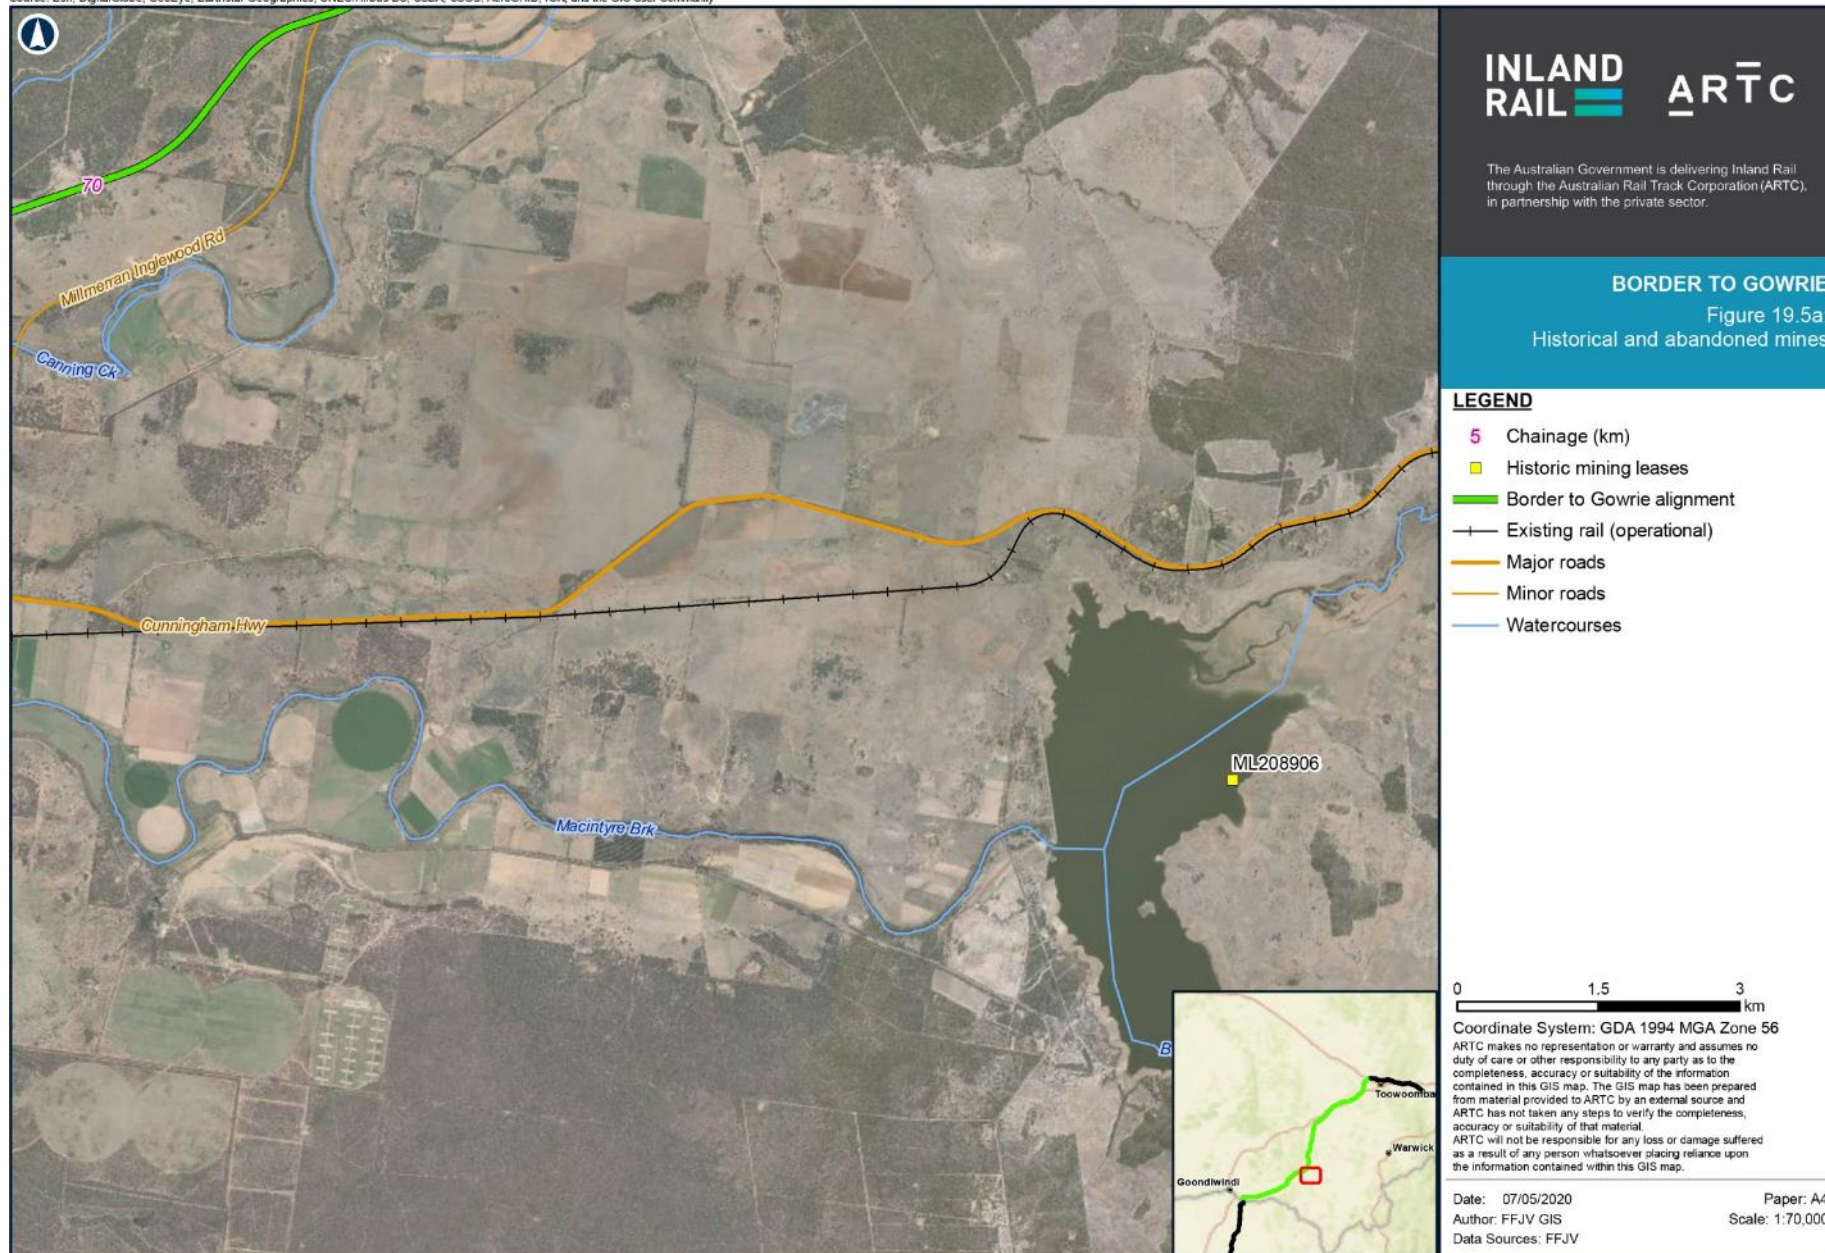 70
Millmerran Inglewood Rd
Canning Ck
Cunningham Hwy
Macintyre Brk
ML208906
B
Toowoomba
Warwick
Goondiwindi
INLAND
RAIL
ARTC
The Australian Government is delivering Inland Rail
through the Australian Rail Track Corporation (ARTC),
in partnership with the private sector.
BORDER TO GOWRIE
Figure 19.5a
Historical and abandoned mines
LEGEND
5 Chainage (km)
Historic mining leases
Border to Gowrie alignment
Existing rail (operational)
Major roads
Minor roads
Watercourses
0 1.5 3
km
Coordinate System: GDA 1994 MGA Zone 56
ARTC makes no representation or warranty and assumes no
duty of care or other responsibility to any party as to the
completeness, accuracy or suitability of the information
contained in this GIS map. The GIS map has been prepared
from material provided to ARTC by an external source and
ARTC has not taken any steps to verify the completeness,
accuracy or suitability of that material.
ARTC will not be responsible for any loss or damage suffered
as a result of any person whatsoever placing reliance upon
the information contained within this GIS map.
Date: 07/05/2020 Paper: A4
Author: FFJV GIS Scale: 1:70,000
Data Sources: FFJV